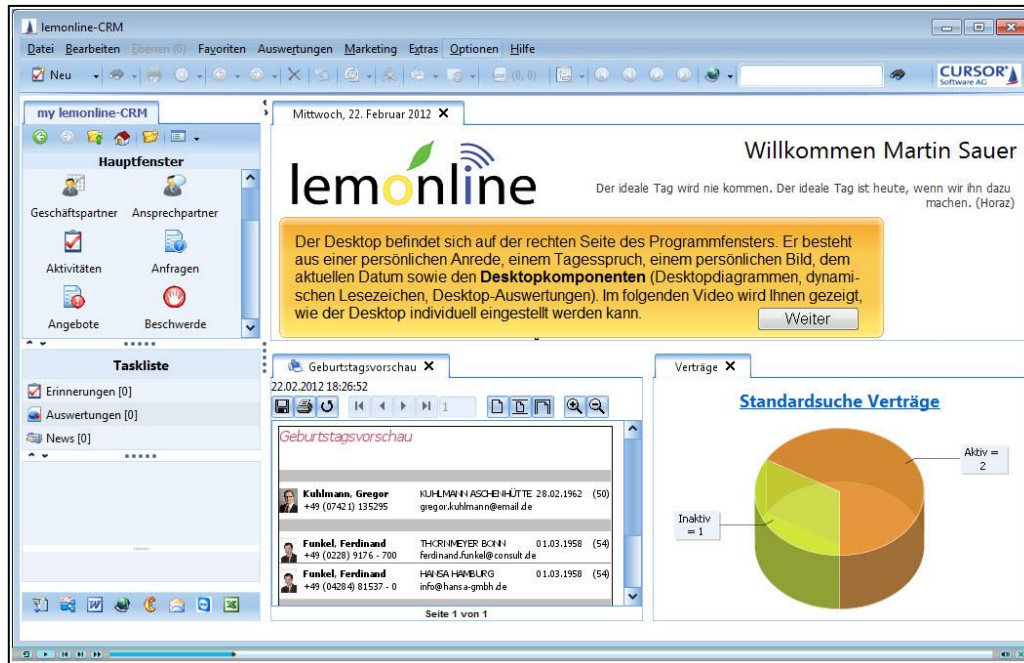 lemonline-CRM
Datei Bearbeiten Ebenen (0) Favoriten Auswertungen Marketing Extras Optionen Hilfe
Neu (0, 0) CURSOR Software AG
my lemonline-CRM
Hauptfenster
Geschäftspartner Ansprechpartner
Aktivitäten Anfragen
Angebote Beschwerde
Taskliste
Erinnerungen [0]
Auswertungen [0]
News [0]
Mittwoch, 22. Februar 2012
lemonline
Willkommen Martin Sauer
Der ideale Tag wird nie kommen. Der ideale Tag ist heute, wenn wir ihn dazu
machen. (Horaz)
Der Desktop befindet sich auf der rechten Seite des Programmfensters. Er besteht
aus einer persönlichen Anrede, einem Tagesspruch, einem persönlichen Bild, dem
aktuellen Datum sowie den Desktopkomponenten (Desktopdiagrammen, dynami-
schen Lesezeichen, Desktop-Auswertungen). Im folgenden Video wird Ihnen gezeigt,
wie der Desktop individuell eingestellt werden kann.
Weiter
Geburtstagsvorschau
22.02.2012 18:26:52
1
Geburtstagsvorschau
Kuhlmann, Gregor KUHLMANN ASCHENHÜTTE 28.02.1962 (50)
+49 (07421) 135295 gregor.kuhlmann@email.de
Funkel, Ferdinand THORNMEYER BONN 01.03.1958 (54)
+49 (0228) 9176 - 700 ferdinand.funkel@consult.de
Funkel, Ferdinand HANSA HAMBURG 01.03.1958 (54)
+49 (04284) 81537 - 0 info@hansa-gmbh.de
Seite 1 von 1
Verträge
Standardsuche Verträge
Aktiv =
2
Inaktiv
= 1